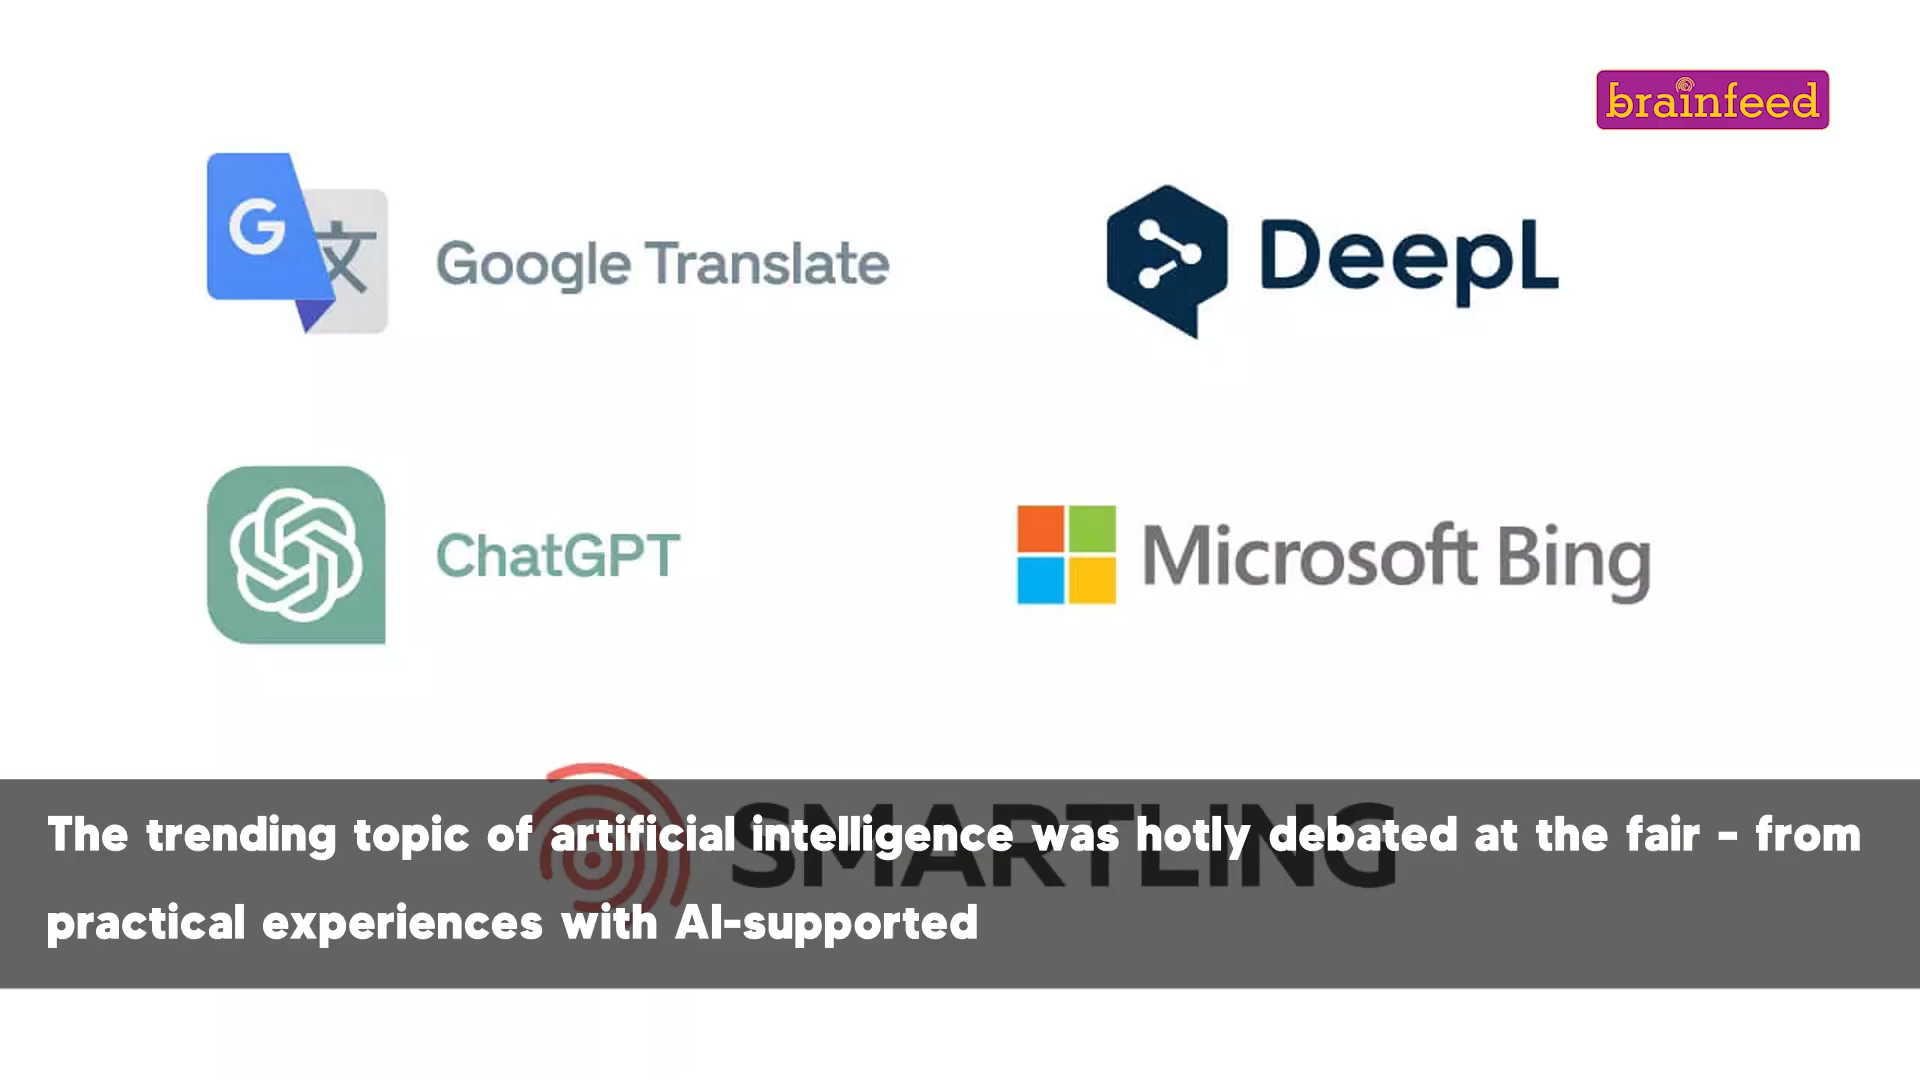 brainfeed
G 文
Google Translate
DeepL
ChatGPT
Microsoft Bing
SMARTLING
The trending topic of artificial intelligence was hotly debated at the fair - from
practical experiences with AI-supported